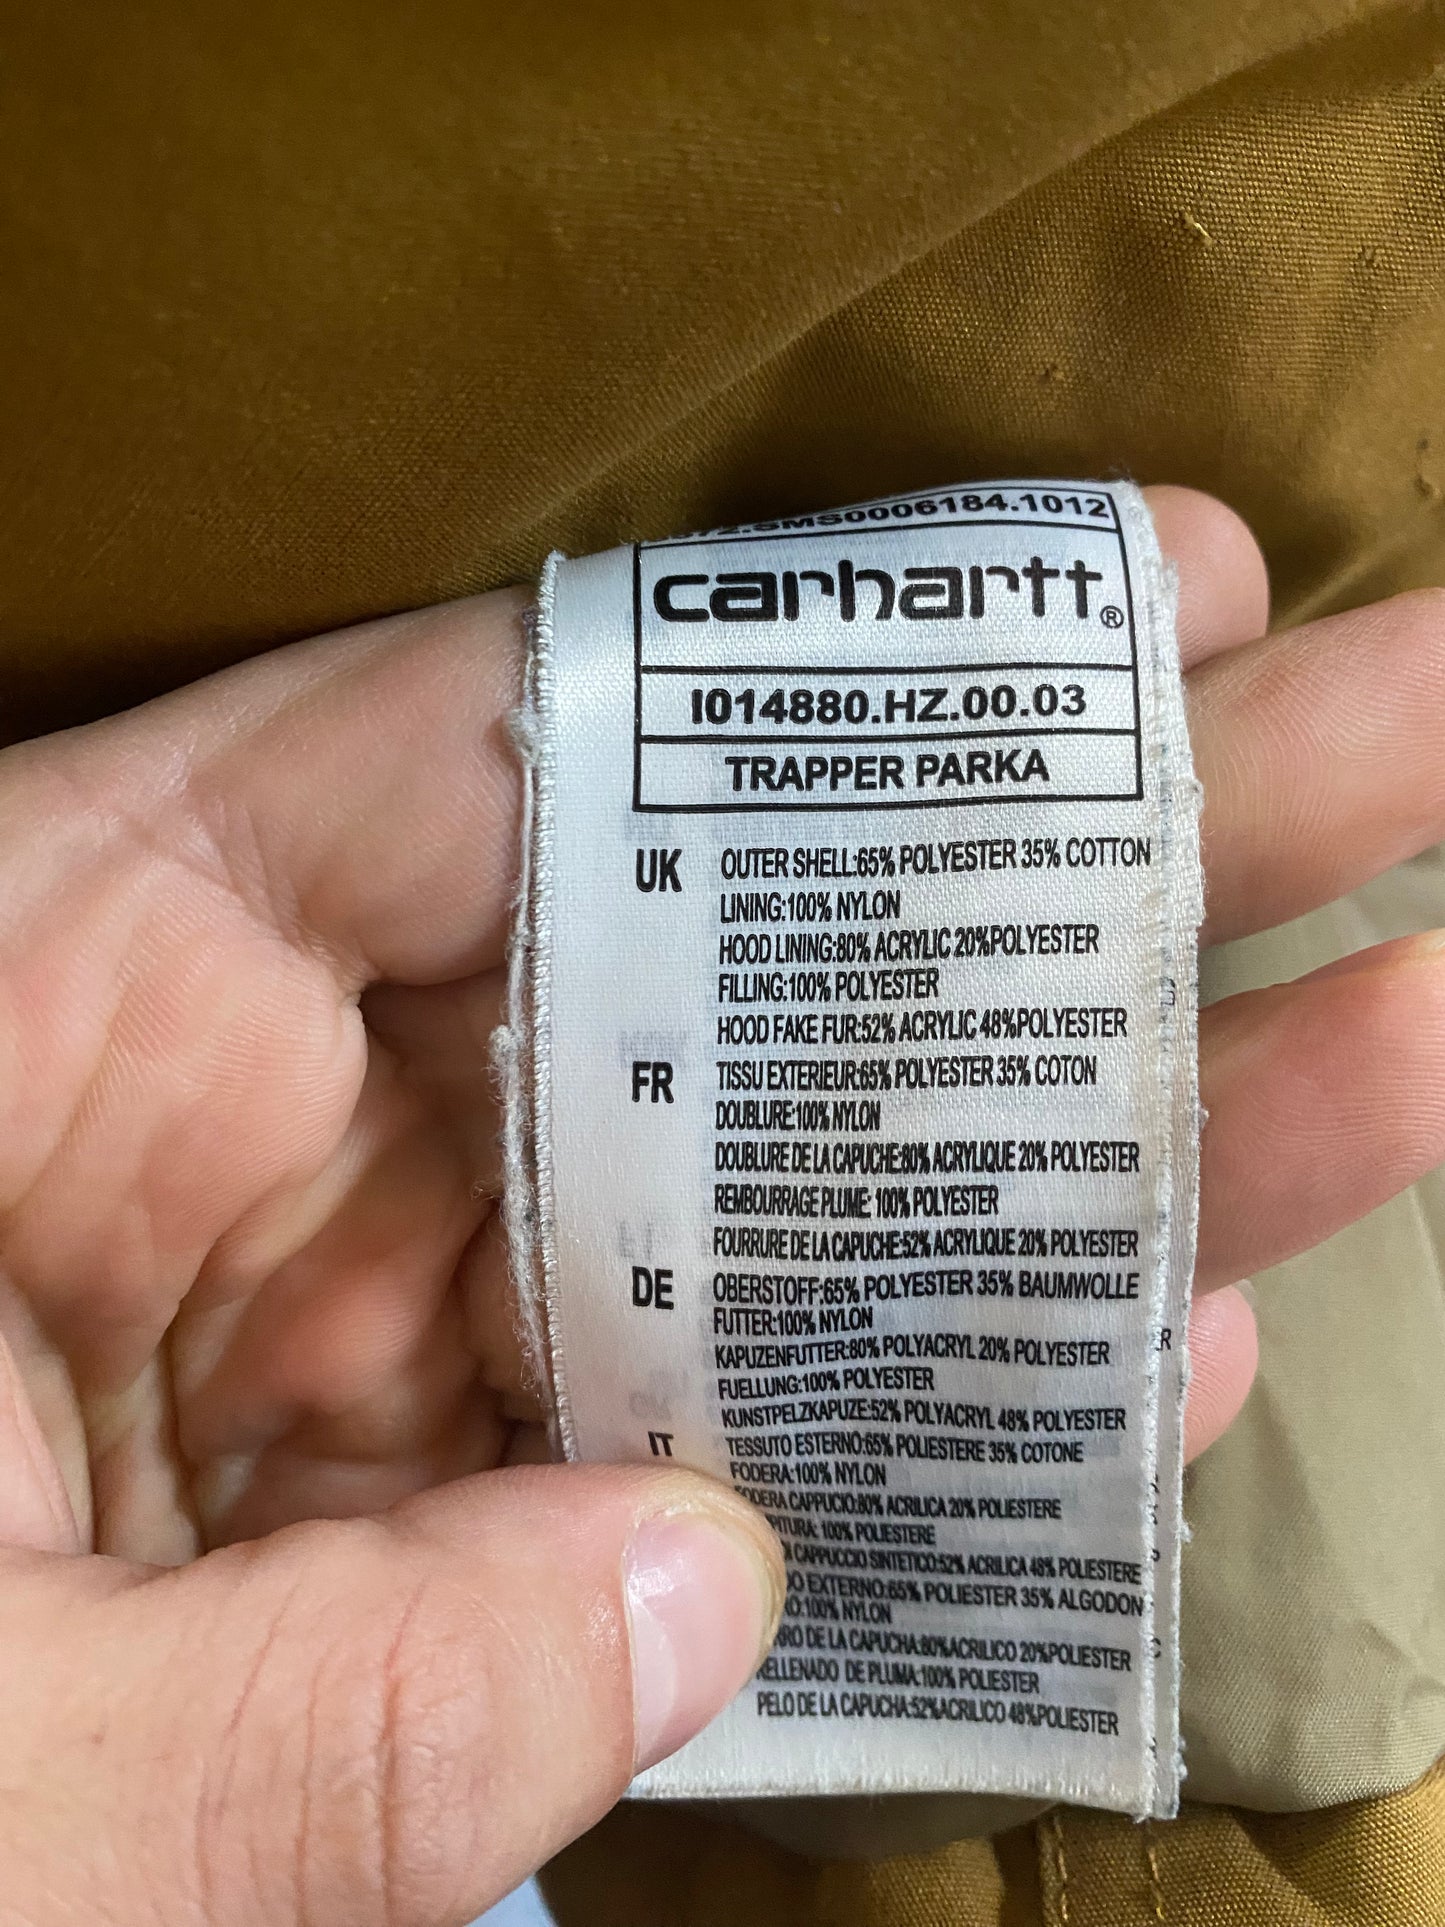 72.SMS0006184.1012
carhartt®
I014880.HZ.00.03
TRAPPER PARKA
UK OUTER SHELL:65% POLYESTER 35% COTTON
LINING:100% NYLON
HOOD LINING:80% ACRYLIC 20%POLYESTER
FILLING:100% POLYESTER
HOOD FAKE FUR:52% ACRYLIC 48%POLYESTER
FR TISSU EXTERIEUR:65% POLYESTER 35% COTON
DOUBLURE:100% NYLON
DOUBLURE DE LA CAPUCHE:80% ACRYLIQUE 20% POLYESTER
REMBOURRAGE PLUME: 100% POLYESTER
FOURRURE DE LA CAPUCHE:52% ACRYLIQUE 20% POLYESTER
DE OBERSTOFF:65% POLYESTER 35% BAUMWOLLE
FUTTER:100% NYLON
KAPUZENFUTTER:80% POLYACRYL 20% POLYESTER
FUELLUNG:100% POLYESTER
KUNSTPELZKAPUZE:52% POLYACRYL 48% POLYESTER
IT TESSUTO ESTERNO:65% POLIESTERE 35% COTONE
FODERA:100% NYLON
FODERA CAPPUCIO:80% ACRILICA 20% POLIESTERE
100% POLIESTERE
CAPPUCCIO SINTETICO:52% ACRILICA 48% POLIESTERE
EXTERNO:65% POLIESTER 35% ALGODON
100% NYLON
DE LA CAPUCHA:80%ACRILICO 20%POLIESTER
RELLENADO DE PLUMA:100% POLIESTER
PELO DE LA CAPUCHA:52%ACRILICO 48%POLIESTER